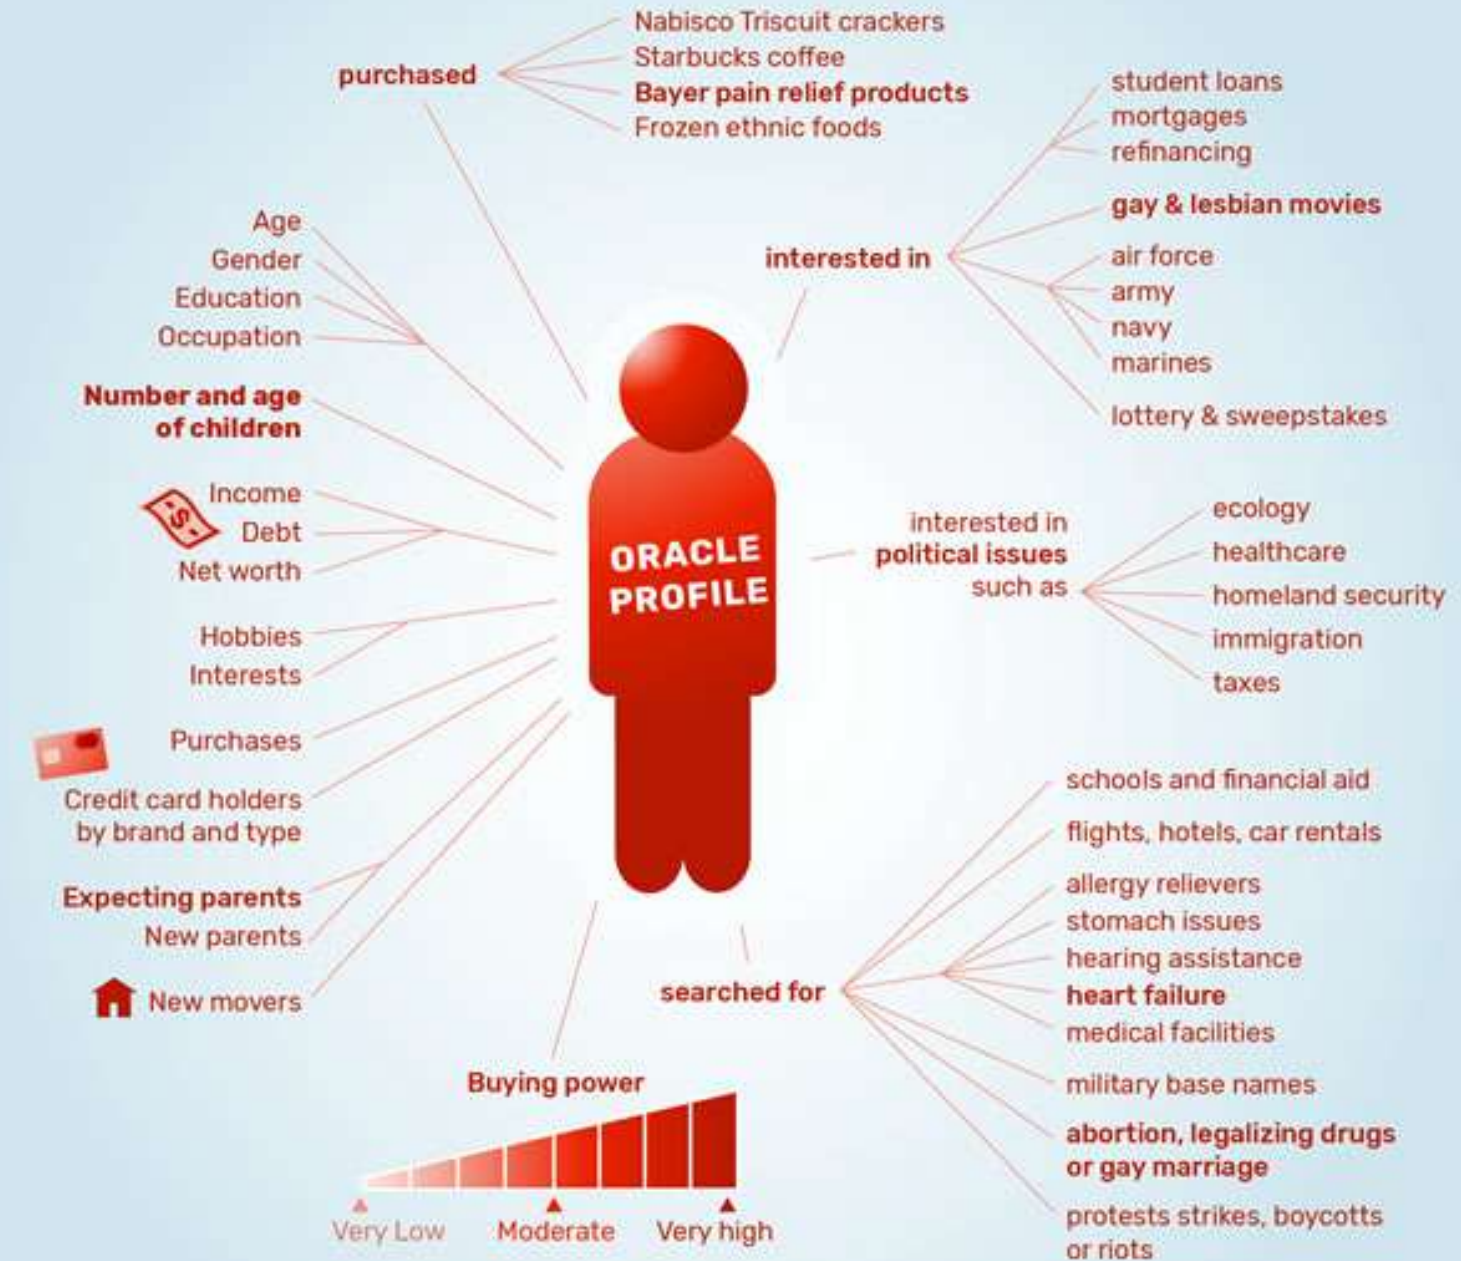 purchased
Nabisco Triscuit crackers
Starbucks coffee
Bayer pain relief products
Frozen ethnic foods
interested in
student loans
mortgages
refinancing
gay & lesbian movies
air force
army
navy
marines
lottery & sweepstakes
Age
Gender
Education
Occupation
Number and age
of children
Income
-$-
Debt
Net worth
Hobbies
Interests
Purchases
Credit card holders
by brand and type
Expecting parents
New parents
New movers
ORACLE
PROFILE
interested in
political issues
such as
ecology
healthcare
homeland security
immigration
taxes
searched for
schools and financial aid
flights, hotels, car rentals
allergy relievers
stomach issues
hearing assistance
heart failure
medical facilities
military base names
abortion, legalizing drugs
or gay marriage
protests strikes, boycotts
or riots
Buying power
Very Low
Moderate
Very high